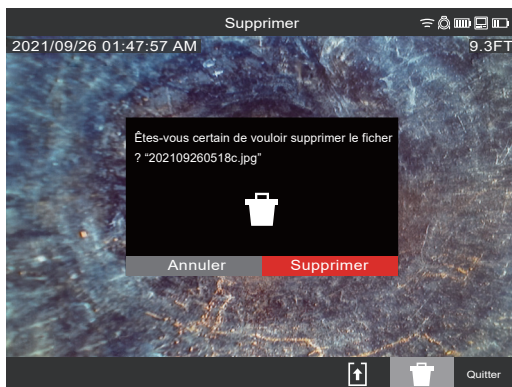 Supprimer
2021/09/26 01:47:57 AM
9.3FT
Êtes-vous certain de vouloir supprimer le ficher
? “202109260518c.jpg”
Annuler
Supprimer
Quitter